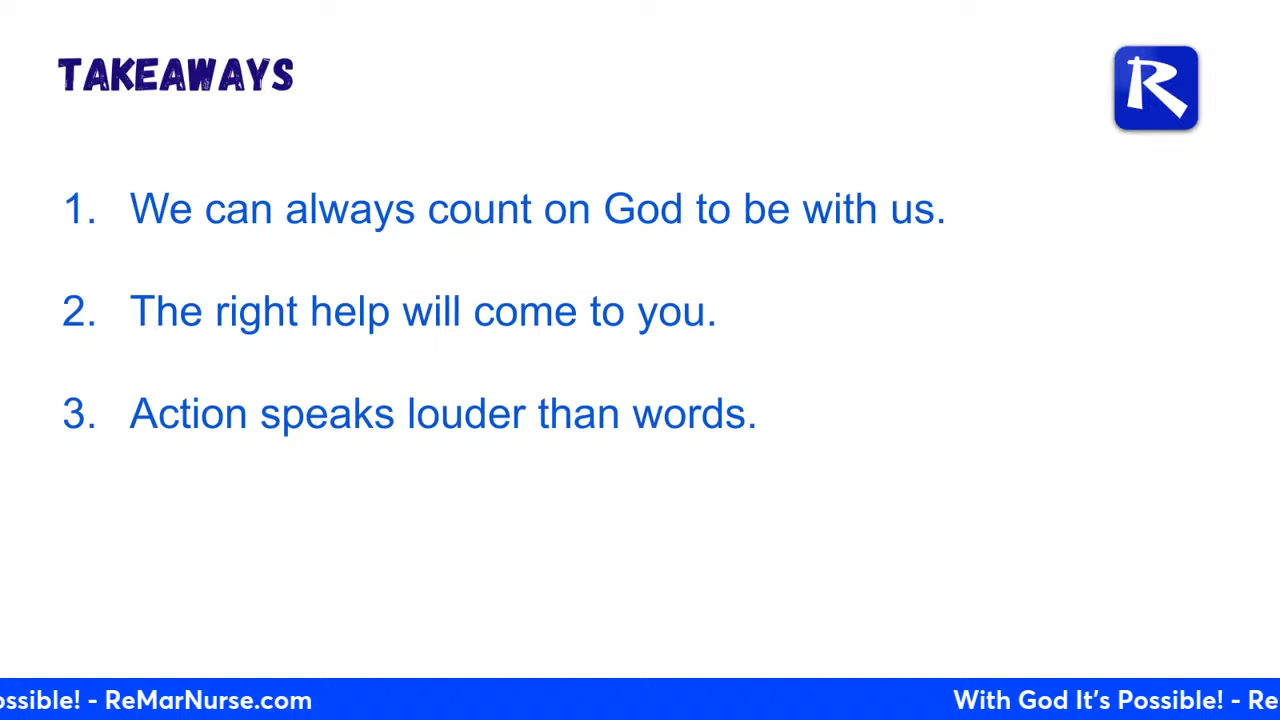 TAKEAWAYS
R
1. We can always count on God to be with us.
2. The right help will come to you.
3. Action speaks louder than words.
ossible! - ReMarNurse.com
With God It's Possible! - Re